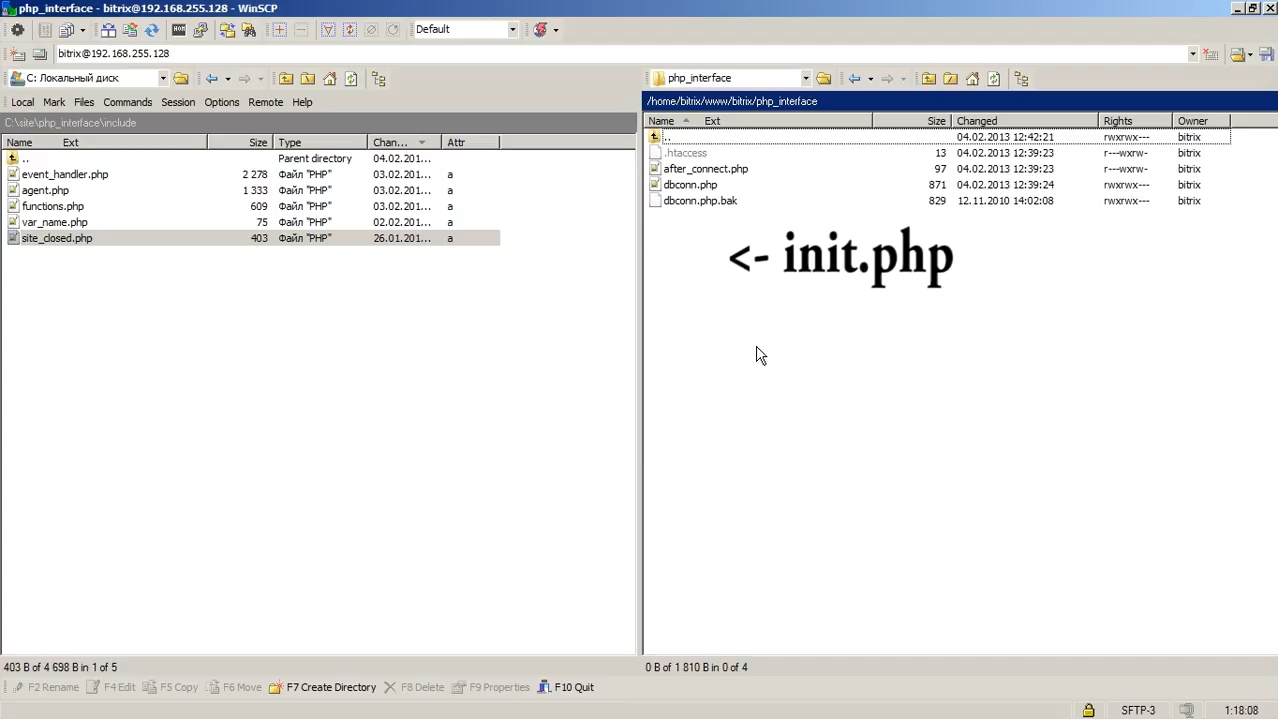 php_interface - bitrix@192.168.255.128 - WinSCP
Default
bitrix@192.168.255.128
C: Локальный диск
php_interface
Local Mark Files Commands Session Options Remote Help
/home/bitrix/www/bitrix/php_interface
C:\site\php_interface\include
Name Ext Size Type Chan... Attr
.. Parent directory 04.02.201...
event_handler.php 2 278 Файл "PHP" 03.02.201... a
agent.php 1 333 Файл "PHP" 03.02.201... a
functions.php 609 Файл "PHP" 03.02.201... a
var_name.php 75 Файл "PHP" 02.02.201... a
site_closed.php 403 Файл "PHP" 26.01.201... a
Name Ext Size Changed Rights Owner
.. 04.02.2013 12:42:21 rwxrwx--- bitrix
.htaccess 13 04.02.2013 12:39:23 r---wxrw- bitrix
after_connect.php 97 04.02.2013 12:39:23 r---wxrw- bitrix
dbconn.php 871 04.02.2013 12:39:24 rwxrwx--- bitrix
dbconn.php.bak 829 12.11.2010 14:02:08 rwxrwx--- bitrix
<- init.php
403 B of 4 698 B in 1 of 5
0 B of 1 810 B in 0 of 4
F2 Rename F4 Edit F5 Copy F6 Move F7 Create Directory F8 Delete F9 Properties F10 Quit
SFTP-3 1:18:08